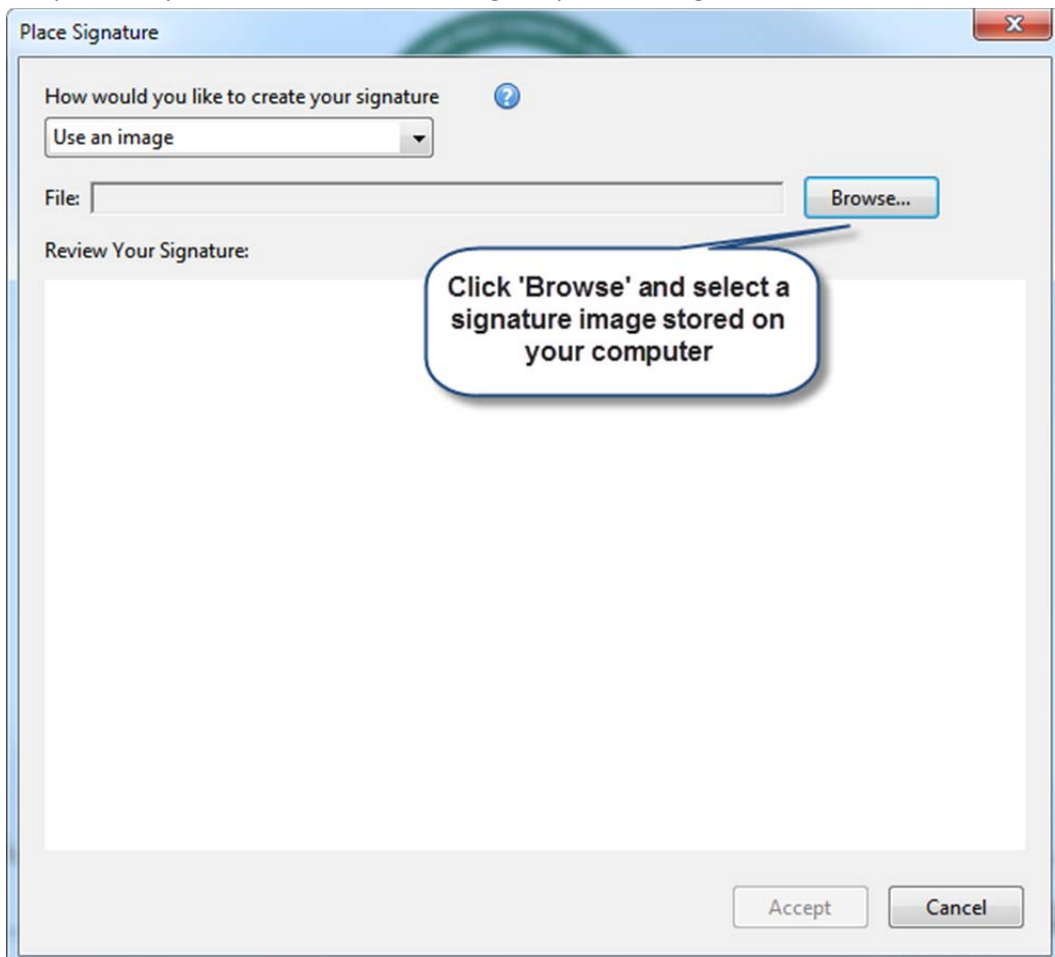 Place Signature
How would you like to create your signature
Use an image
File:
Browse...
Review Your Signature:
Click 'Browse' and select a
signature image stored on
your computer
Accept
Cancel